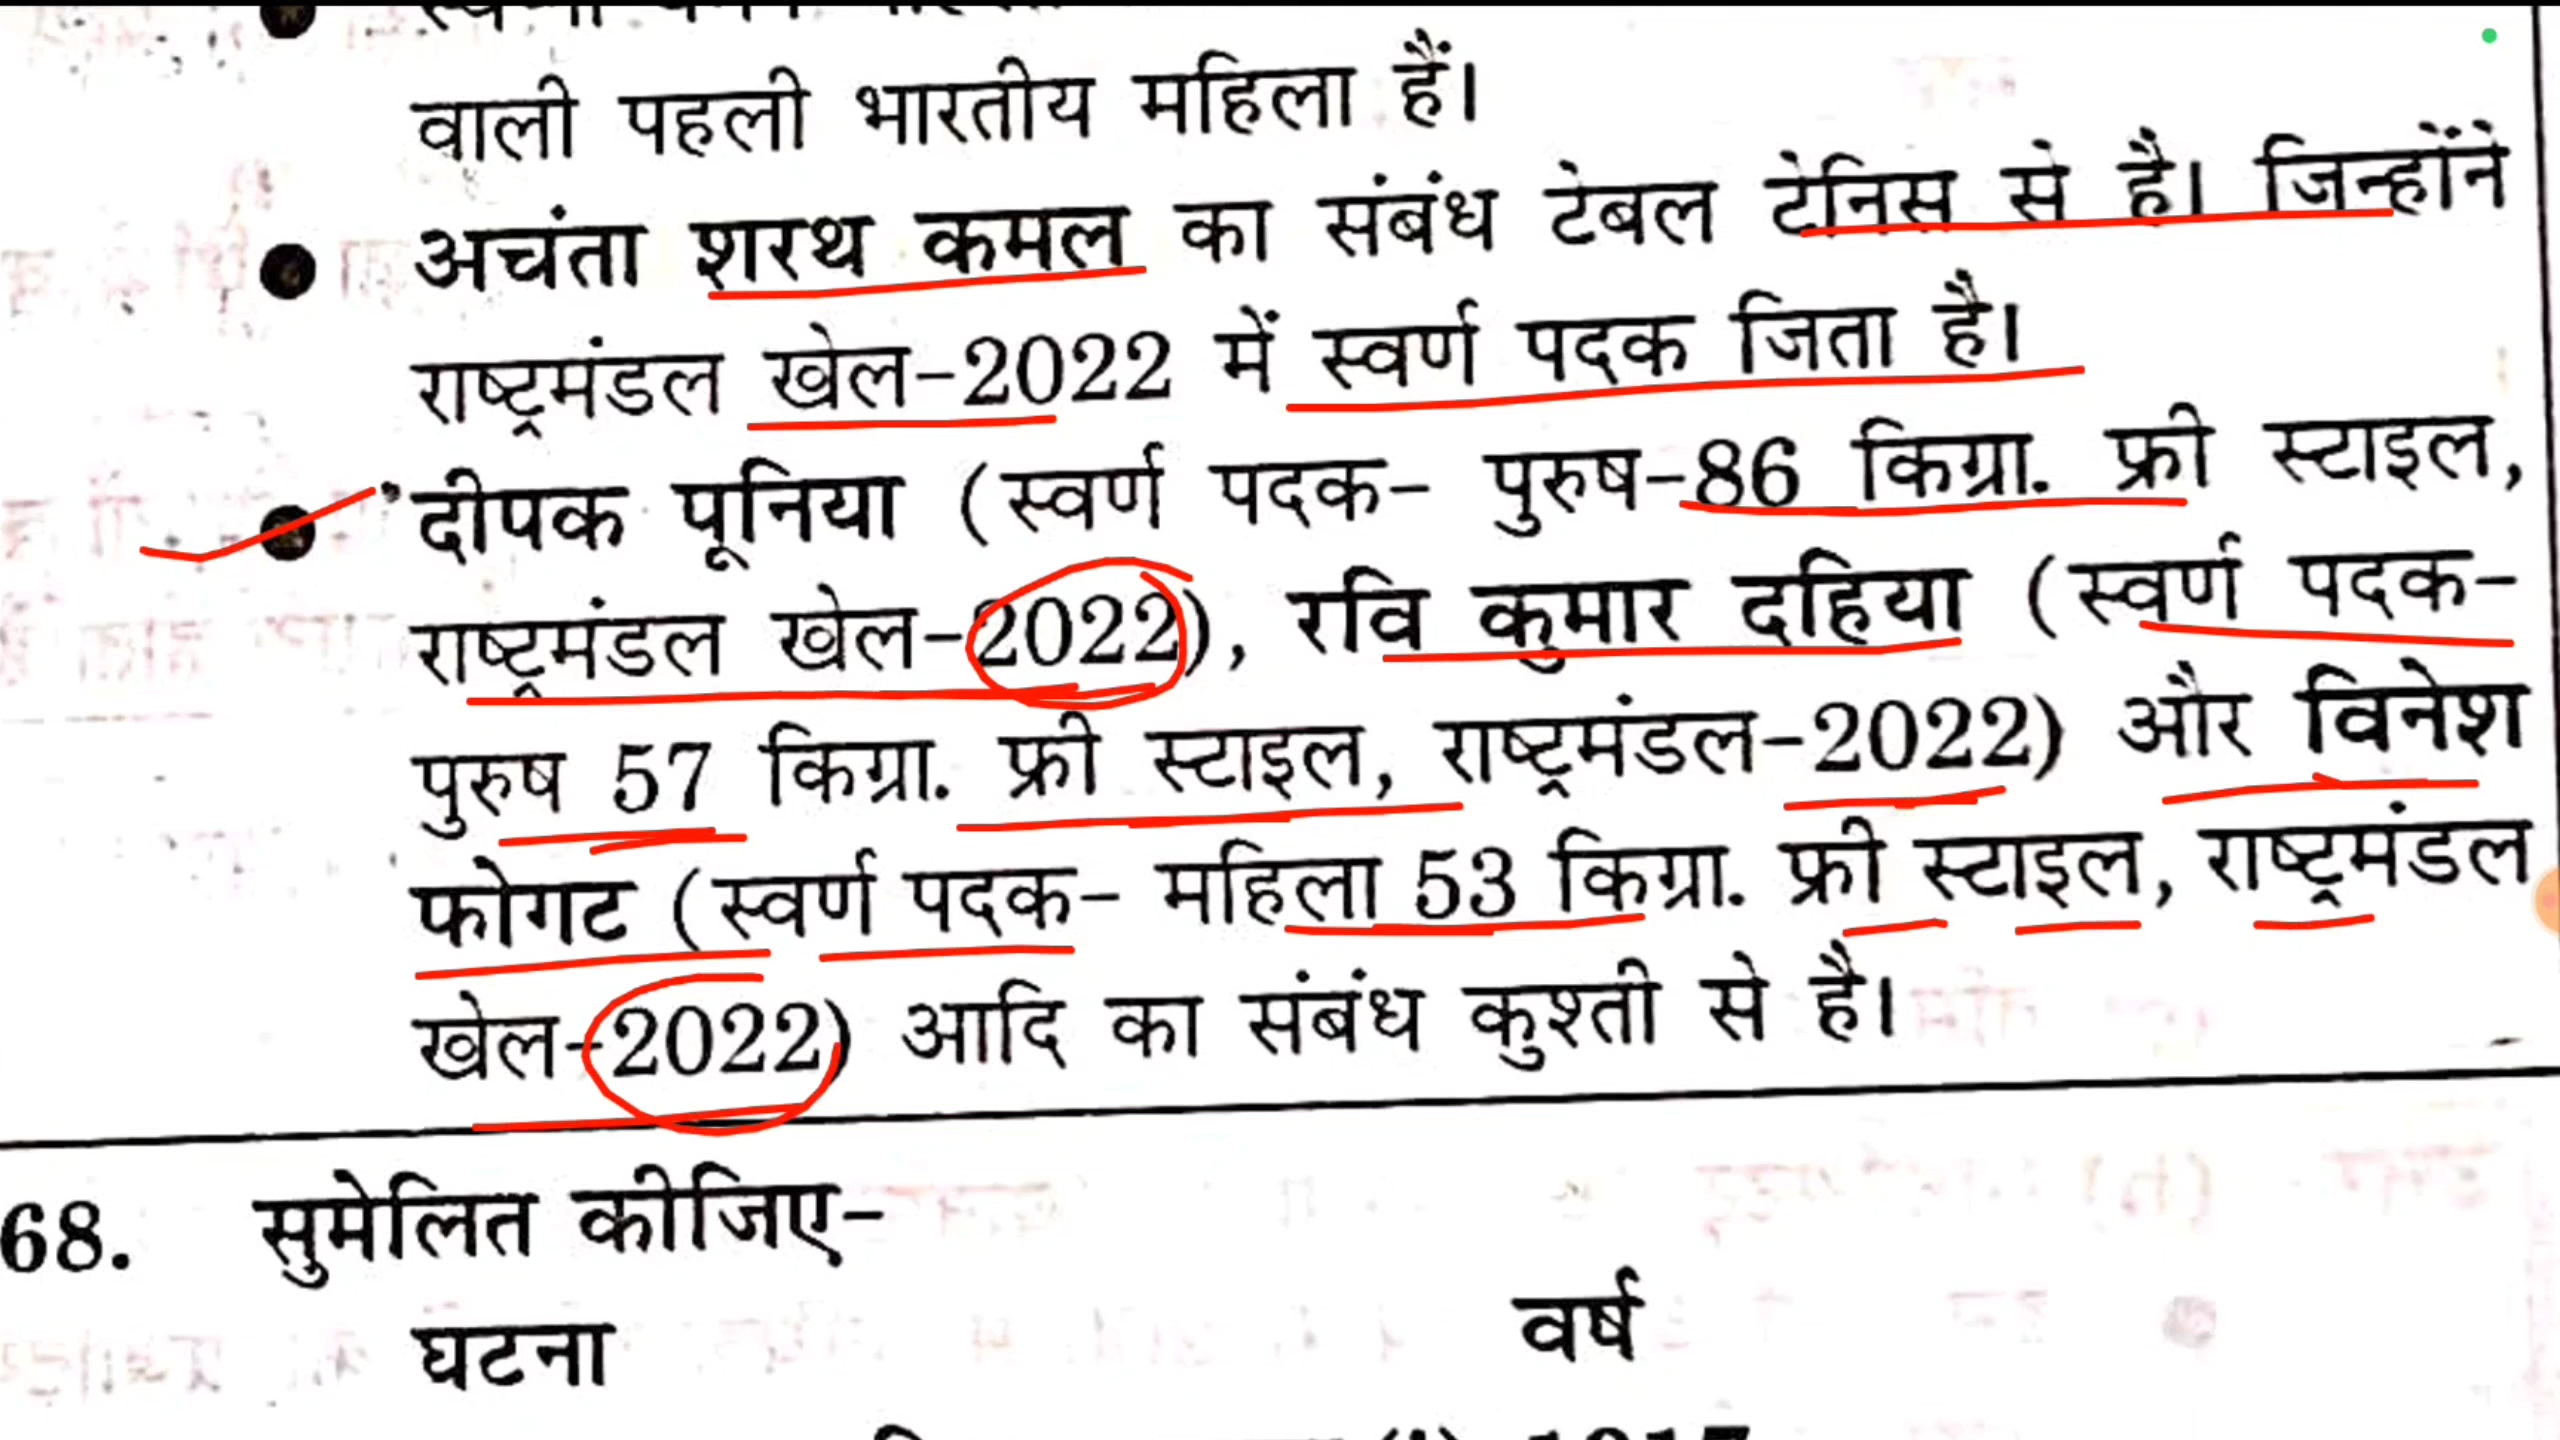 वाली पहली भारतीय महिला हैं।
● अचंता शरथ कमल का संबंध टेबल टेनिस से है। जिन्होंने
राष्ट्रमंडल खेल-2022 में स्वर्ण पदक जिता है।
● दीपक पूनिया (स्वर्ण पदक- पुरुष-86 किग्रा. फ्री स्टाइल,
राष्ट्रमंडल खेल-2022), रवि कुमार दहिया (स्वर्ण पदक-
पुरुष 57 किग्रा. फ्री स्टाइल, राष्ट्रमंडल-2022) और विनेश
फोगट (स्वर्ण पदक- महिला 53 किग्रा. फ्री स्टाइल, राष्ट्रमंडल
खेल-2022) आदि का संबंध कुश्ती से है।
68. सुमेलित कीजिए-
घटना वर्ष